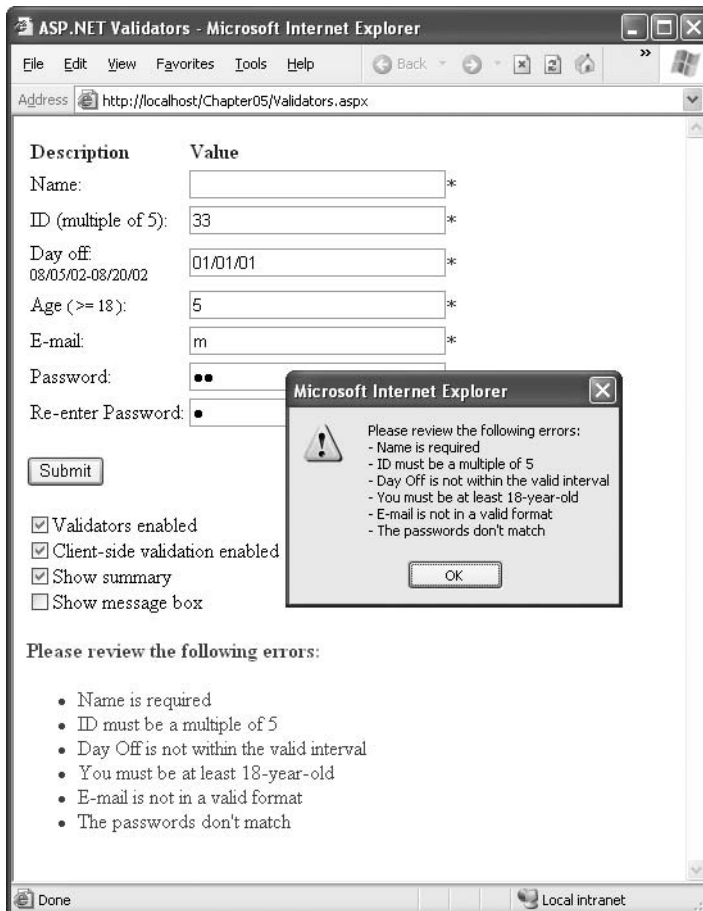 ASP.NET Validators - Microsoft Internet Explorer
File Edit View Favorites Tools Help Back »
Address http://localhost/Chapter05/Validators.aspx
Description Value
Name: *
ID (multiple of 5): 33 *
Day off: 01/01/01 *
08/05/02-08/20/02
Age ( >= 18 ): 5 *
E-mail: m *
Password: ●●
Re-enter Password: ●
Submit
Validators enabled
Client-side validation enabled
Show summary
Show message box
Microsoft Internet Explorer
Please review the following errors:
- Name is required
- ID must be a multiple of 5
- Day Off is not within the valid interval
- You must be at least 18-year-old
- E-mail is not in a valid format
- The passwords don't match
OK
Please review the following errors:
• Name is required
• ID must be a multiple of 5
• Day Off is not within the valid interval
• You must be at least 18-year-old
• E-mail is not in a valid format
• The passwords don't match
Done Local intranet